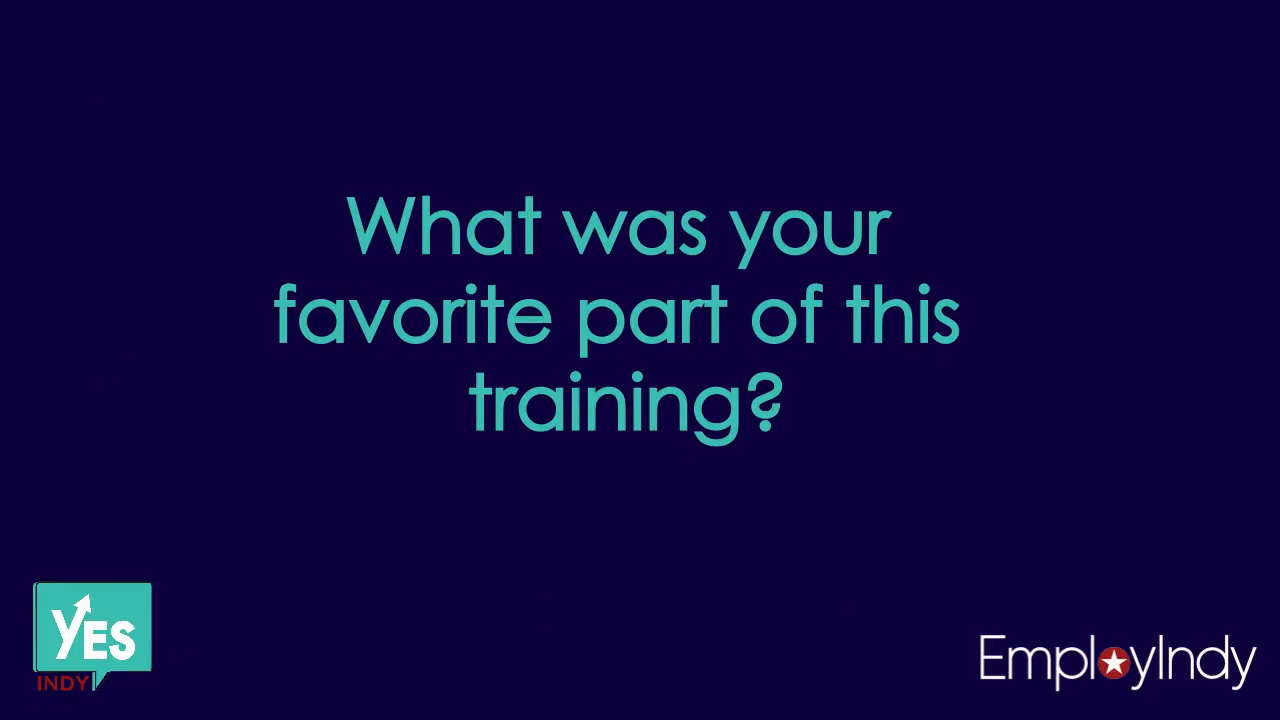 What was your
favorite part of this
training?
YES
INDY
EmployIndy